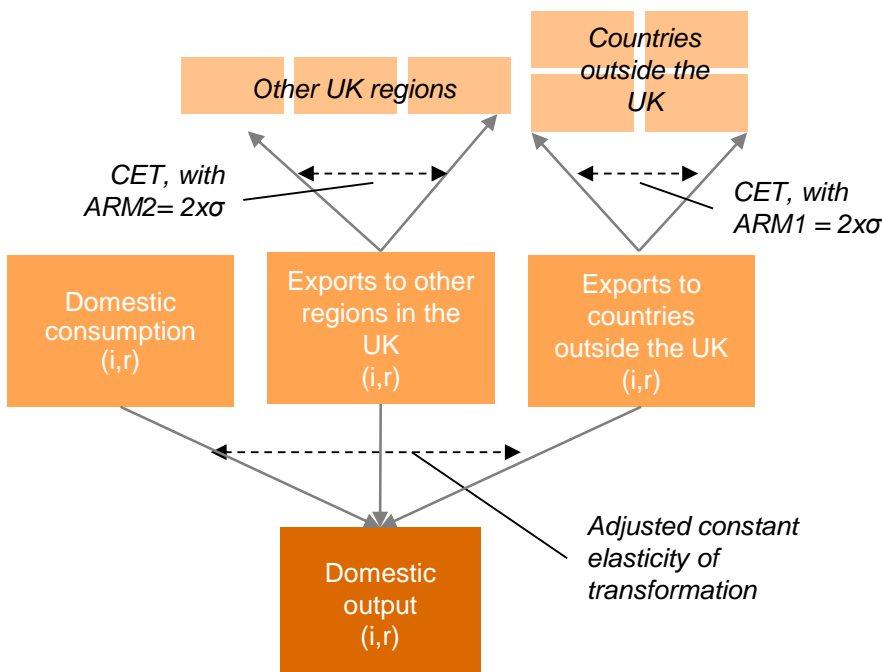 Other UK regions
Countries
outside the
UK
CET, with
ARM2= 2xσ
CET, with
ARM1 = 2xσ
Domestic
consumption
(i,r)
Exports to other
regions in the
UK
(i,r)
Exports to
countries
outside the UK
(i,r)
Adjusted constant
elasticity of
transformation
Domestic
output
(i,r)